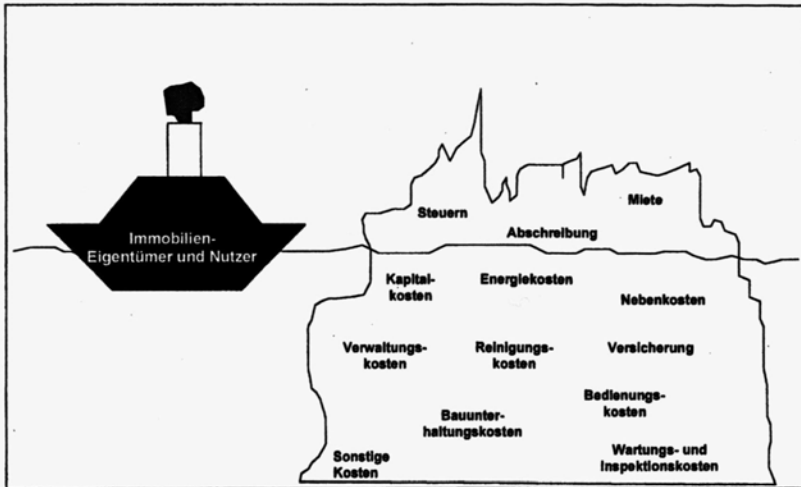 Immobilien-
Eigentümer und Nutzer
Steuern
Miete
Abschreibung
Kapital-
kosten
Energiekosten
Nebenkosten
Verwaltungs-
kosten
Reinigungs-
kosten
Versicherung
Bauunter-
haltungskosten
Bedienungs-
kosten
Sonstige
Kosten
Wartungs- und
Inspektionskosten